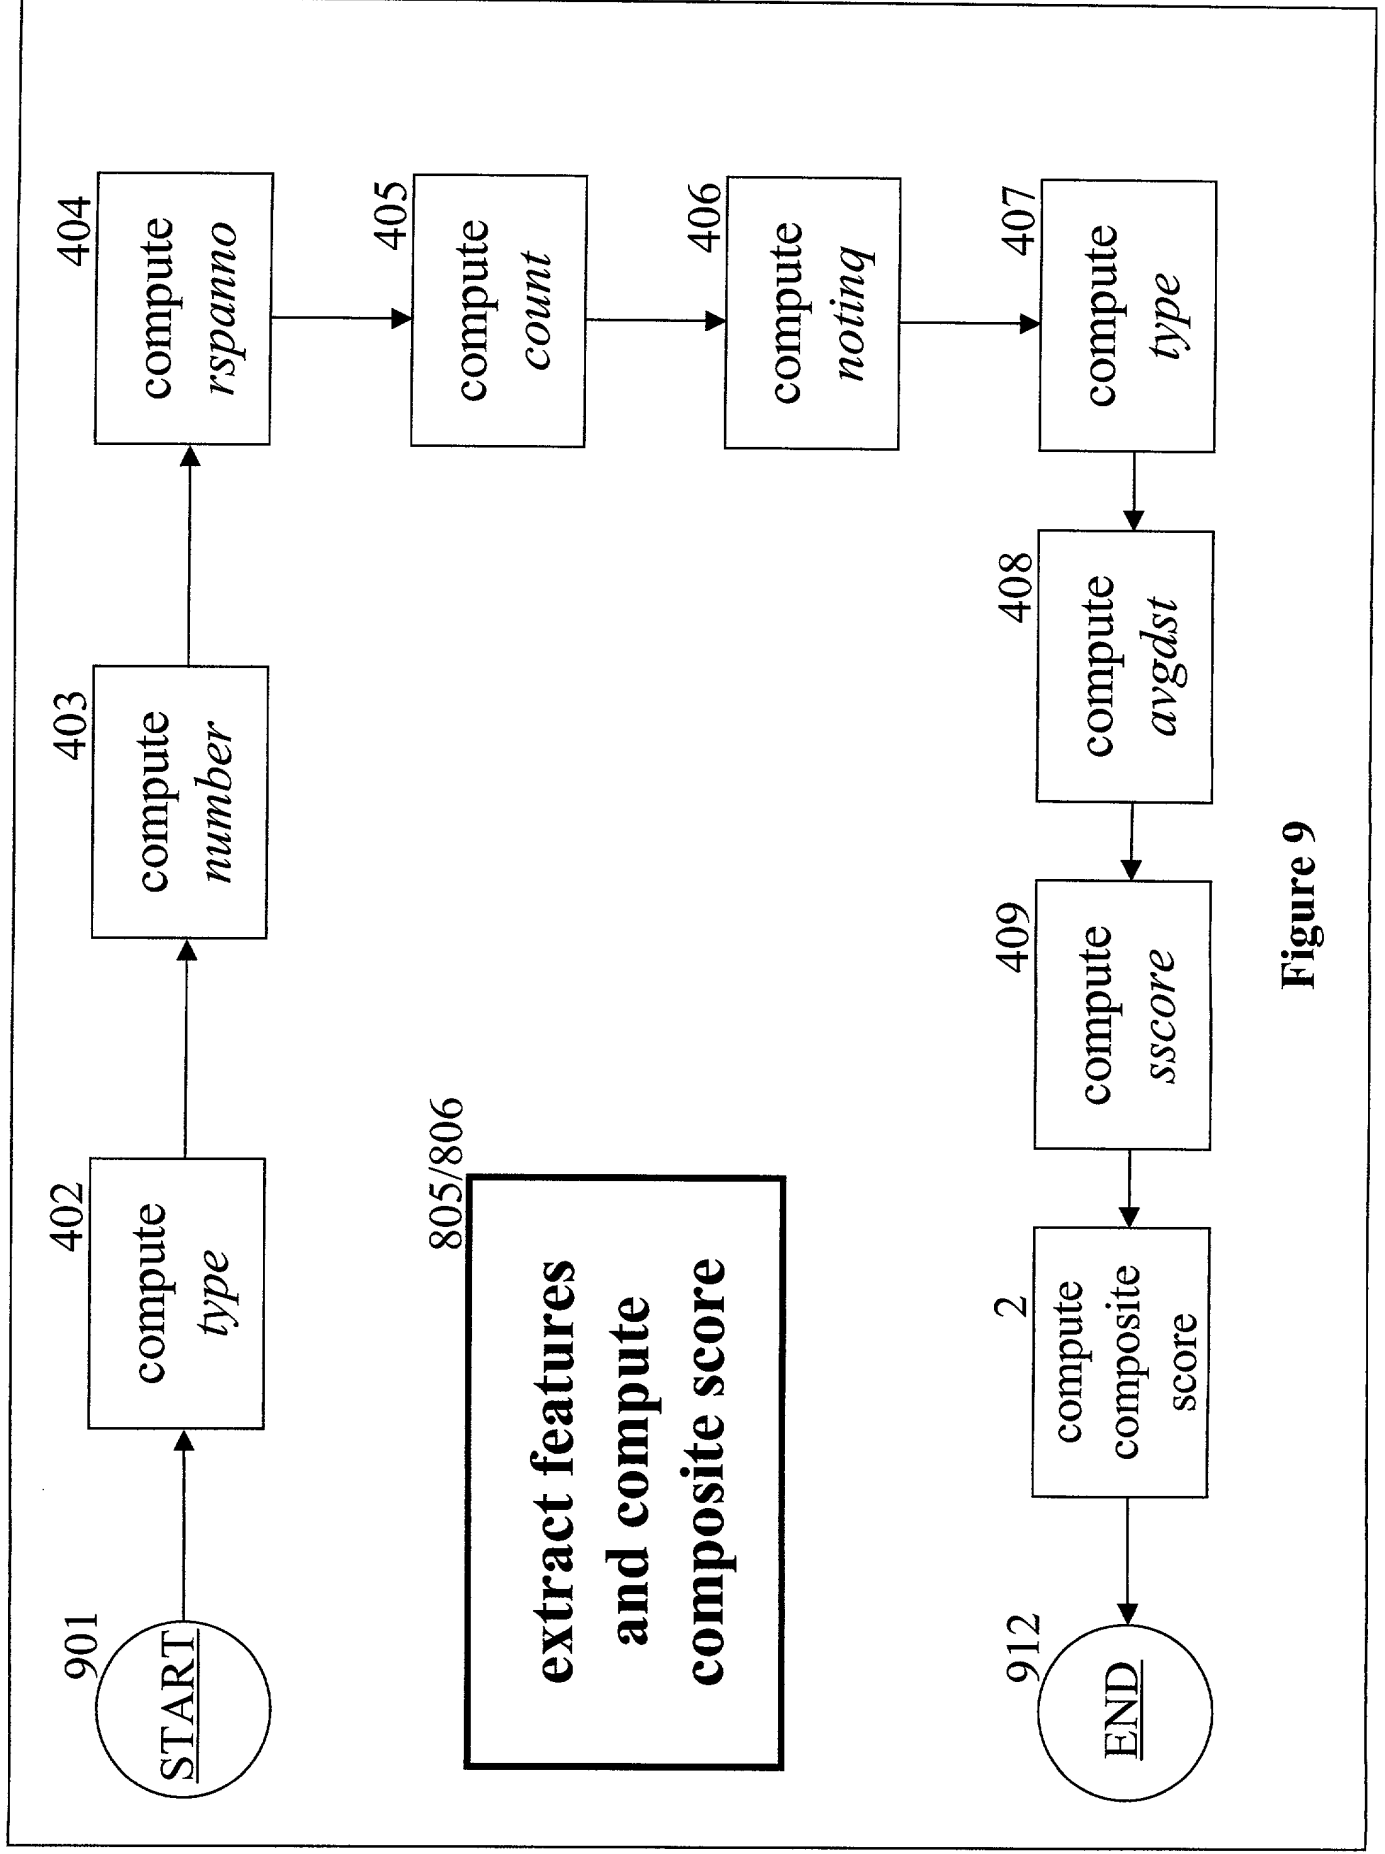 901
START
402
compute
type
403
compute
number
404
compute
rspanno
405
compute
count
406
compute
notinq
407
compute
type
408
compute
avgdst
409
compute
sscore
2
compute
composite
score
912
END
805/806
extract features
and compute
composite score
Figure 9